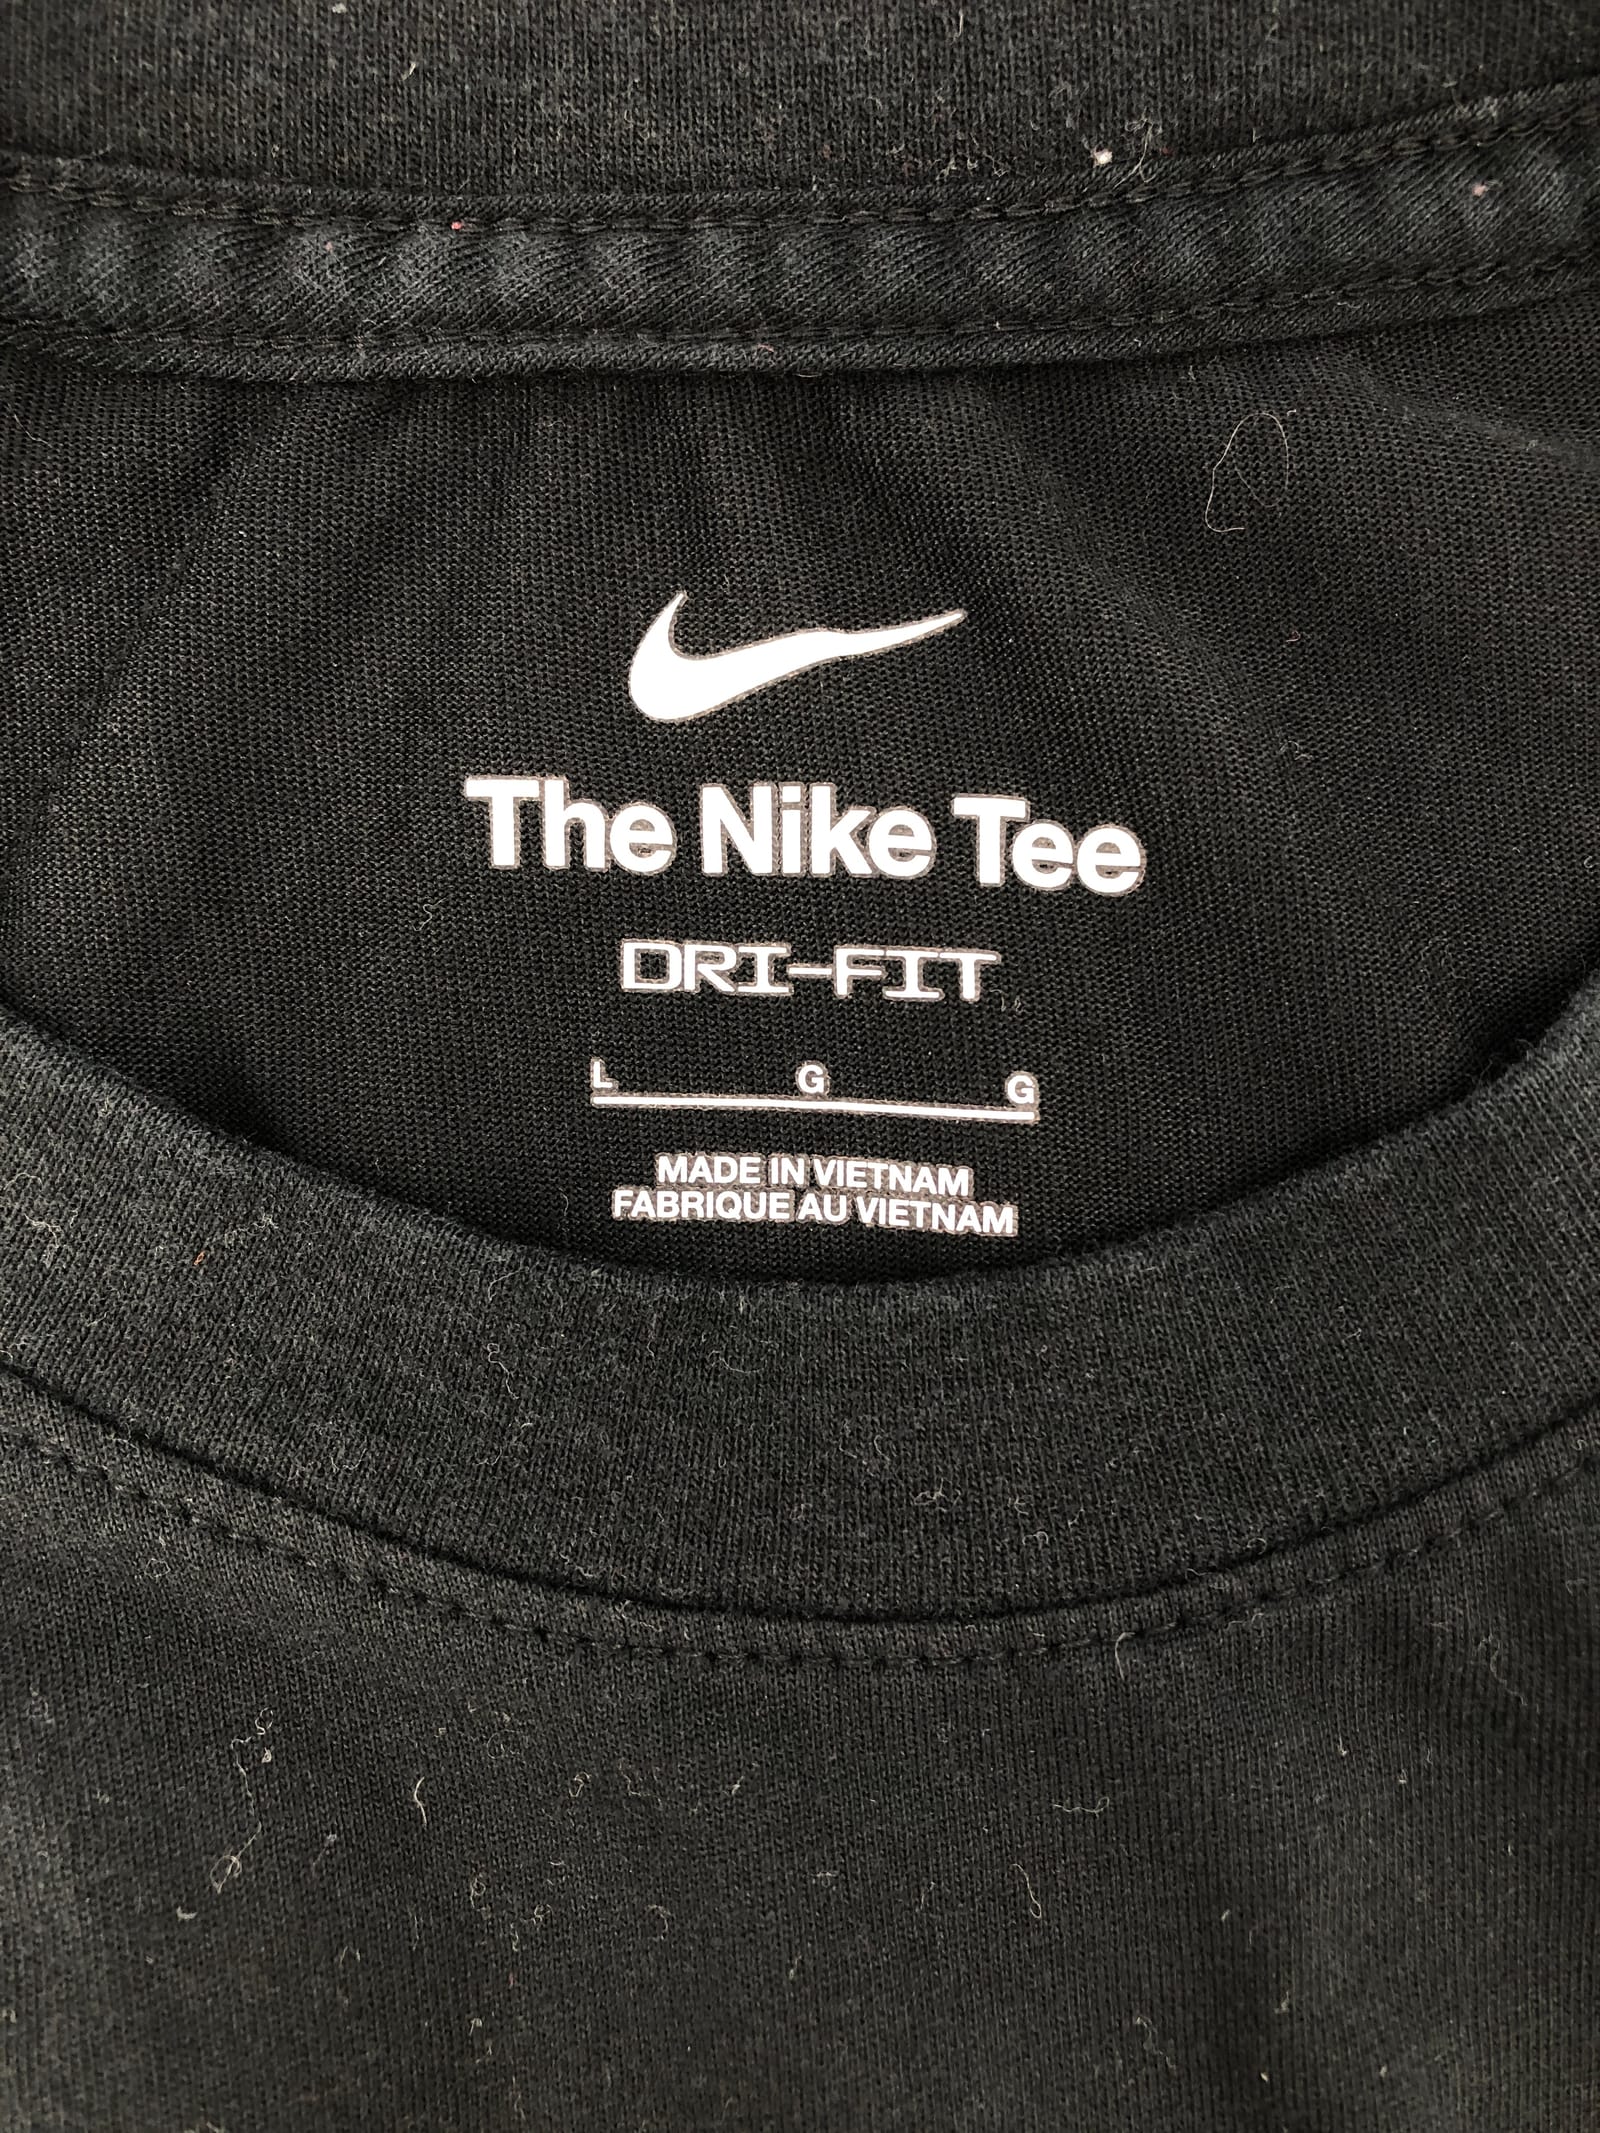 The Nike Tee
DRI-FIT
L G G
MADE IN VIETNAM
FABRIQUE AU VIETNAM